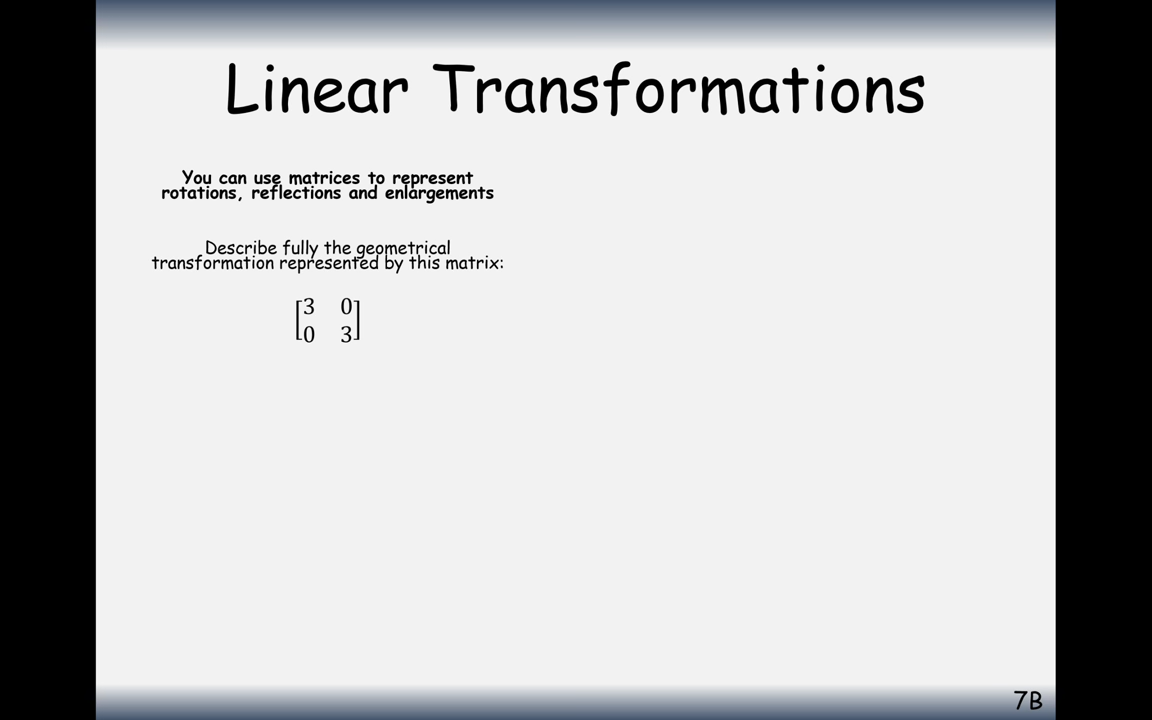 Linear Transformations
You can use matrices to represent
rotations, reflections and enlargements
Describe fully the geometrical
transformation represented by this matrix:
[3 0]
[0 3]
7B